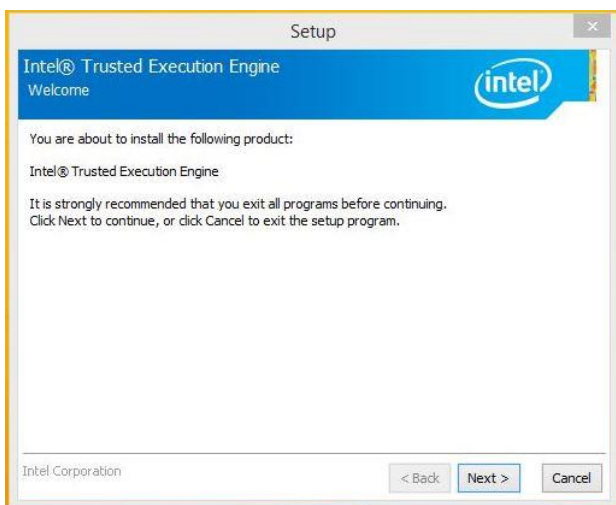 Setup
Intel® Trusted Execution Engine
Welcome
intel
You are about to install the following product:
Intel® Trusted Execution Engine
It is strongly recommended that you exit all programs before continuing.
Click Next to continue, or click Cancel to exit the setup program.
Intel Corporation
< Back Next > Cancel